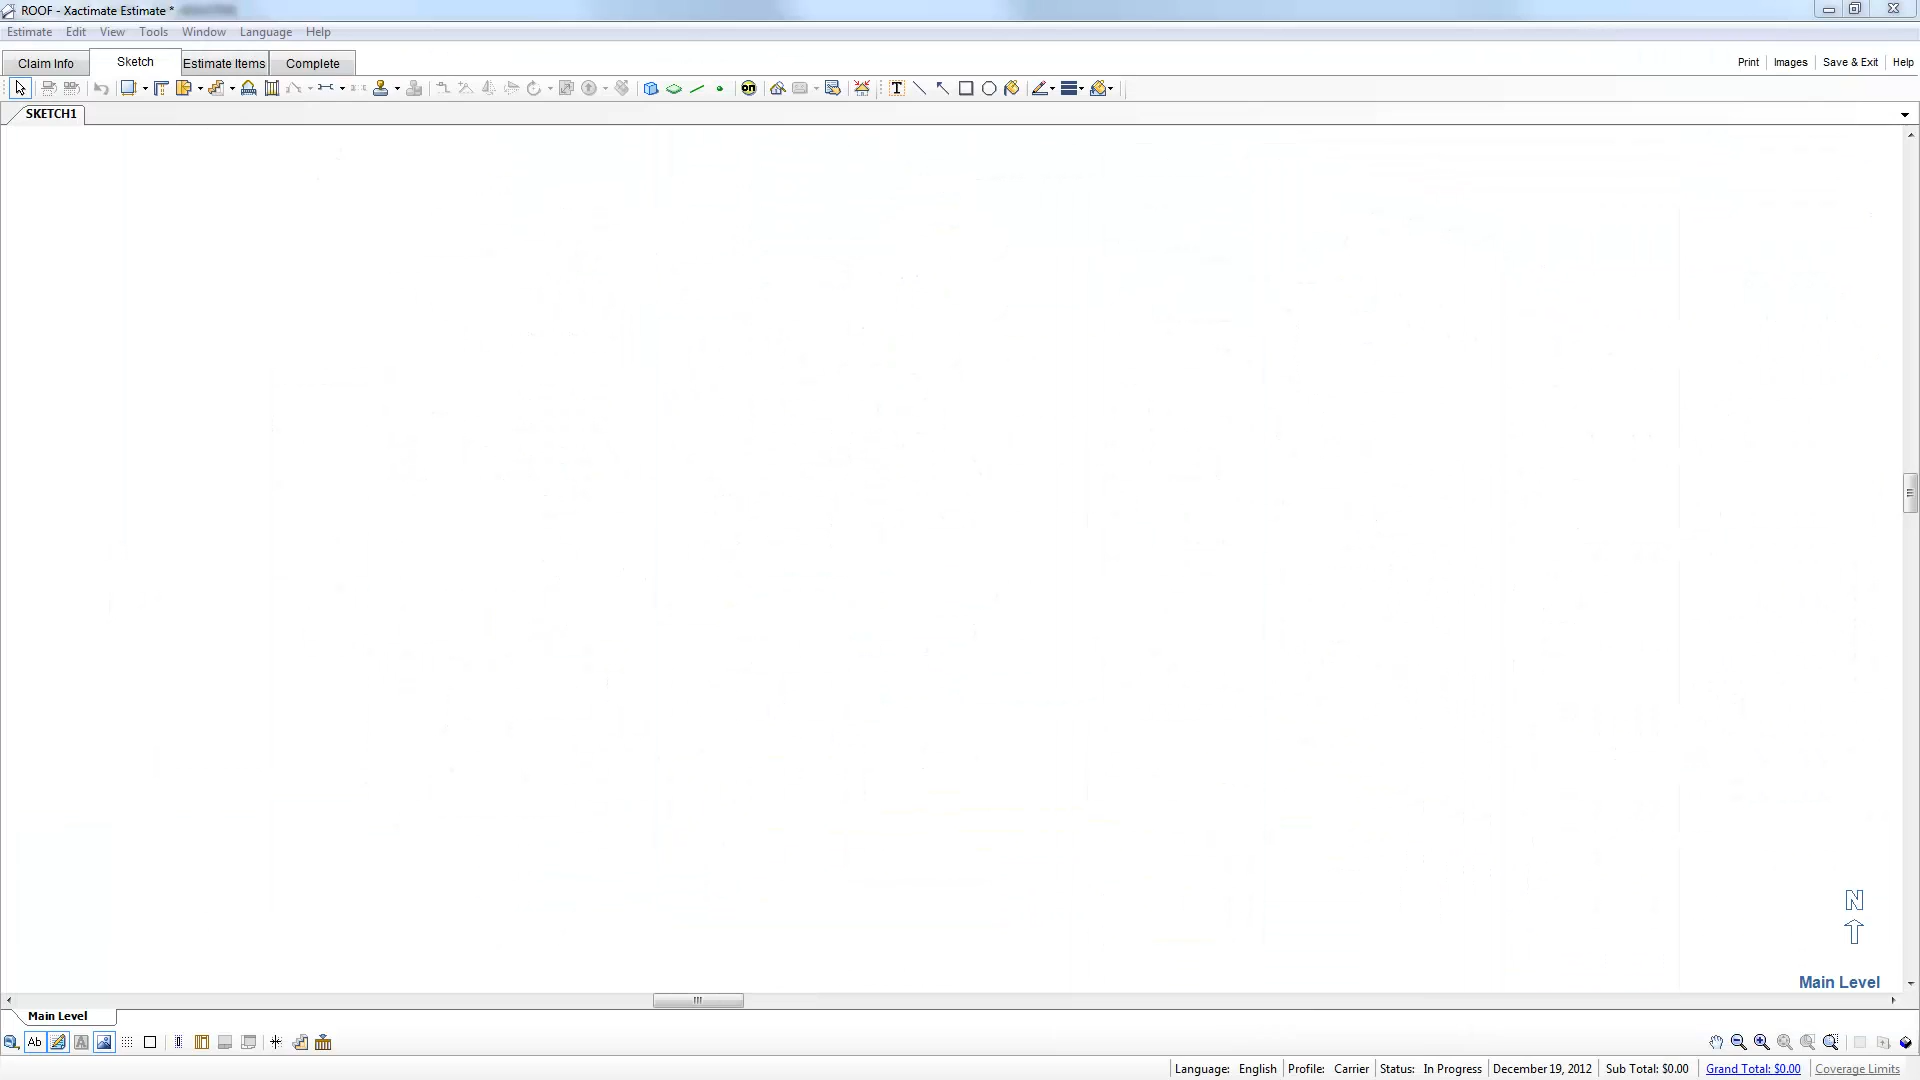 ROOF - Xactimate Estimate *
Estimate Edit View Tools Window Language Help
Claim Info Sketch Estimate Items Complete
Print Images Save & Exit Help
on T
SKETCH1
N
Main Level
Main Level
Ab A
Language: English Profile: Carrier Status: In Progress December 19, 2012 Sub Total: $0.00 Grand Total: $0.00 Coverage Limits